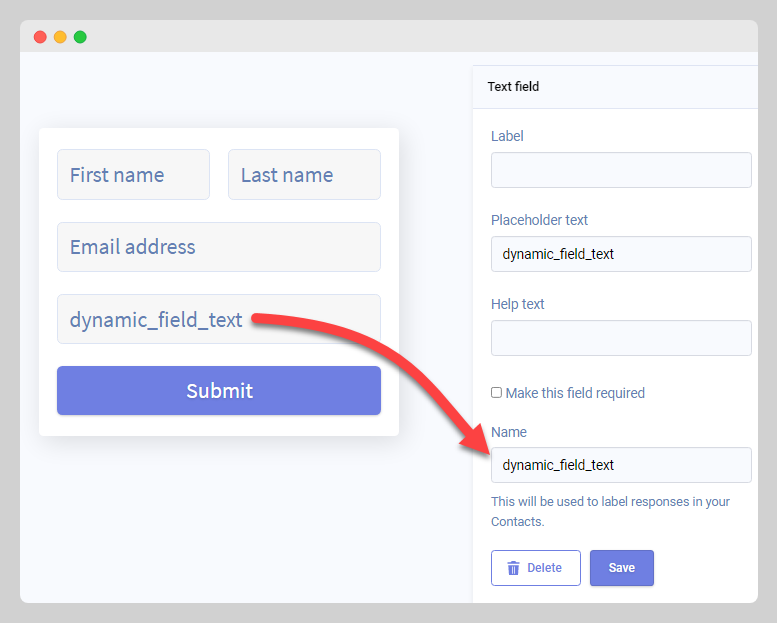 First name
Last name
Email address
dynamic_field_text
Submit
Text field
Label
Placeholder text
dynamic_field_text
Help text
Make this field required
Name
dynamic_field_text
This will be used to label responses in your
Contacts.
Delete
Save